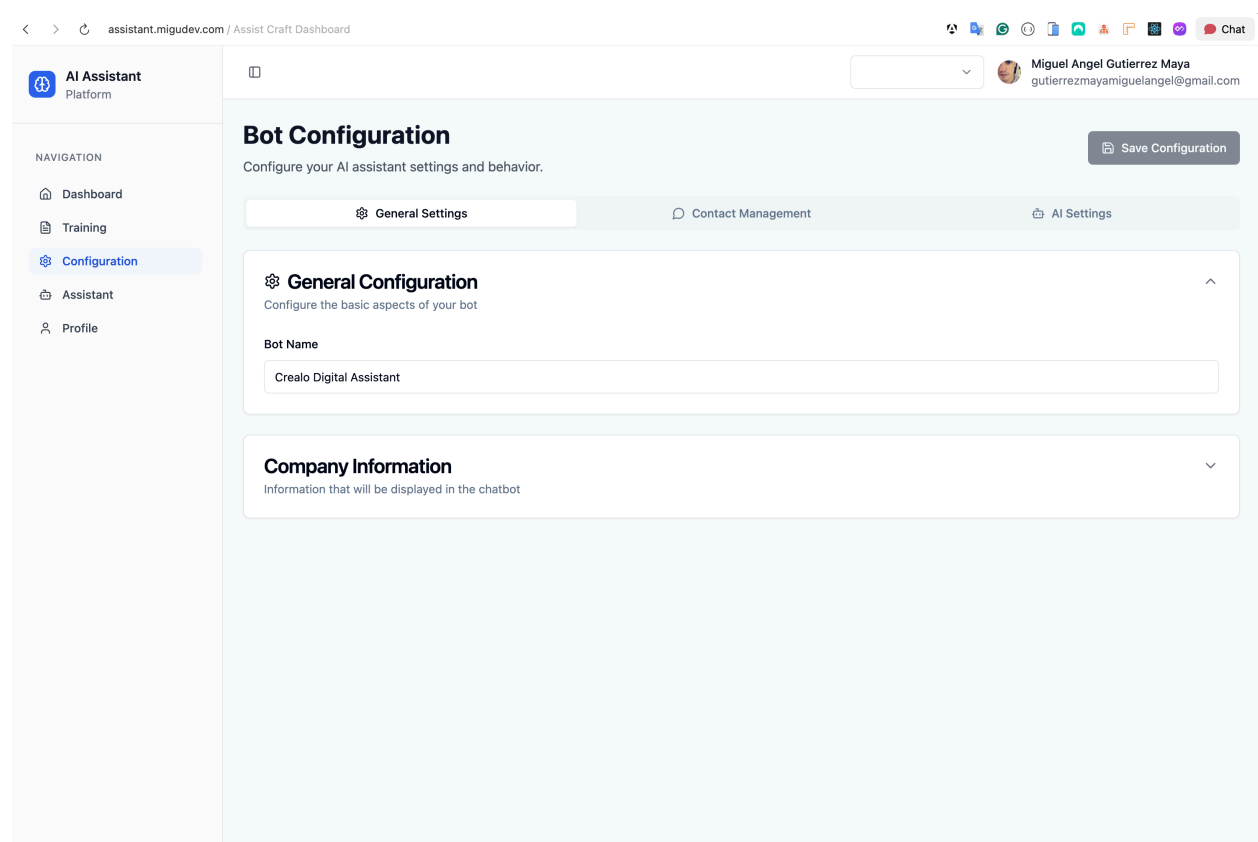 assistant.migudev.com / Assist Craft Dashboard
Chat
AI Assistant
Platform
Miguel Angel Gutierrez Maya
gutierrezmayamiguelangel@gmail.com
NAVIGATION
Dashboard
Training
Configuration
Assistant
Profile
Bot Configuration
Configure your AI assistant settings and behavior.
Save Configuration
General Settings
Contact Management
AI Settings
General Configuration
Configure the basic aspects of your bot
Bot Name
Crealo Digital Assistant
Company Information
Information that will be displayed in the chatbot